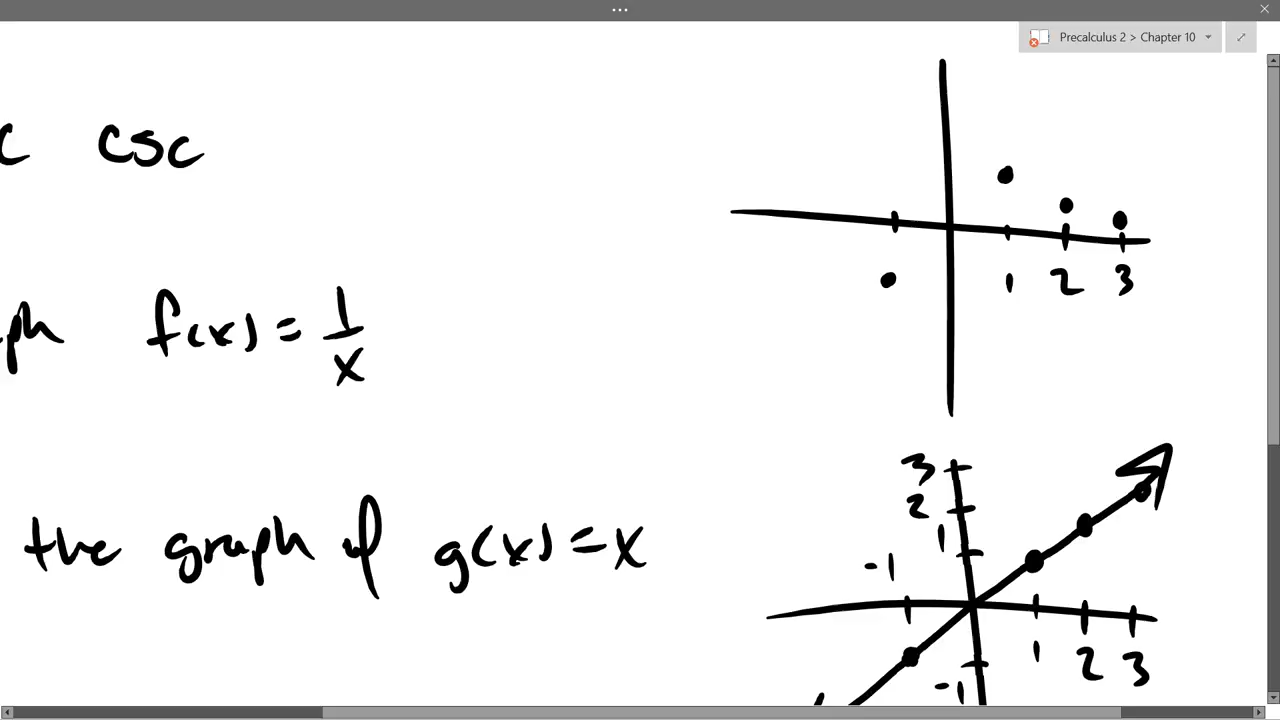 Precalculus 2 > Chapter 10
csc
f(x) = 1/x
1 2 3
the graph of g(x) = x
3
2
1
-1
1 2 3
-1